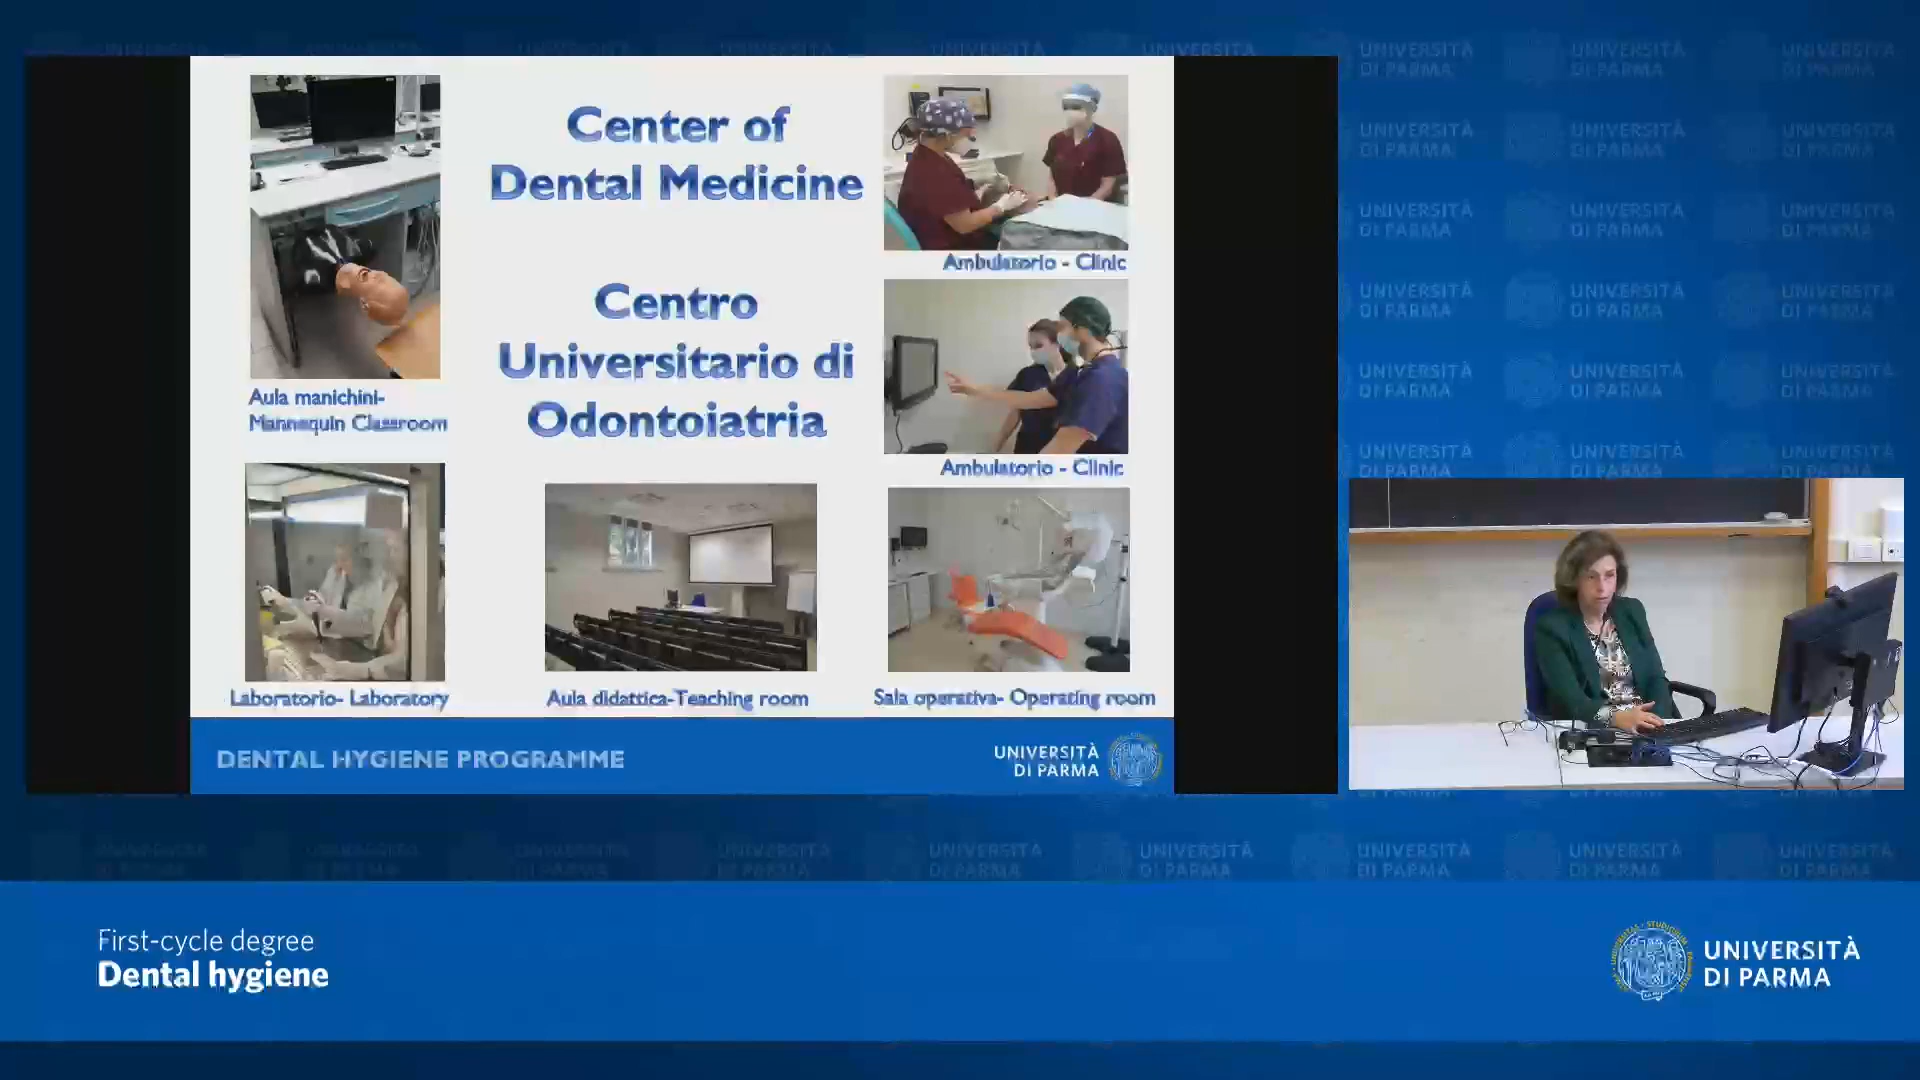 Center of
Dental Medicine
Centro
Universitario di
Odontoiatria
Aula manichini-
Mannequin Classroom
Ambulatorio - Clinic
Ambulatorio - Clinic
Laboratorio- Laboratory
Aula didattica-Teaching room
Sala operativa- Operating room
DENTAL HYGIENE PROGRAMME
UNIVERSITÀ
DI PARMA
First-cycle degree
Dental hygiene
UNIVERSITÀ
DI PARMA